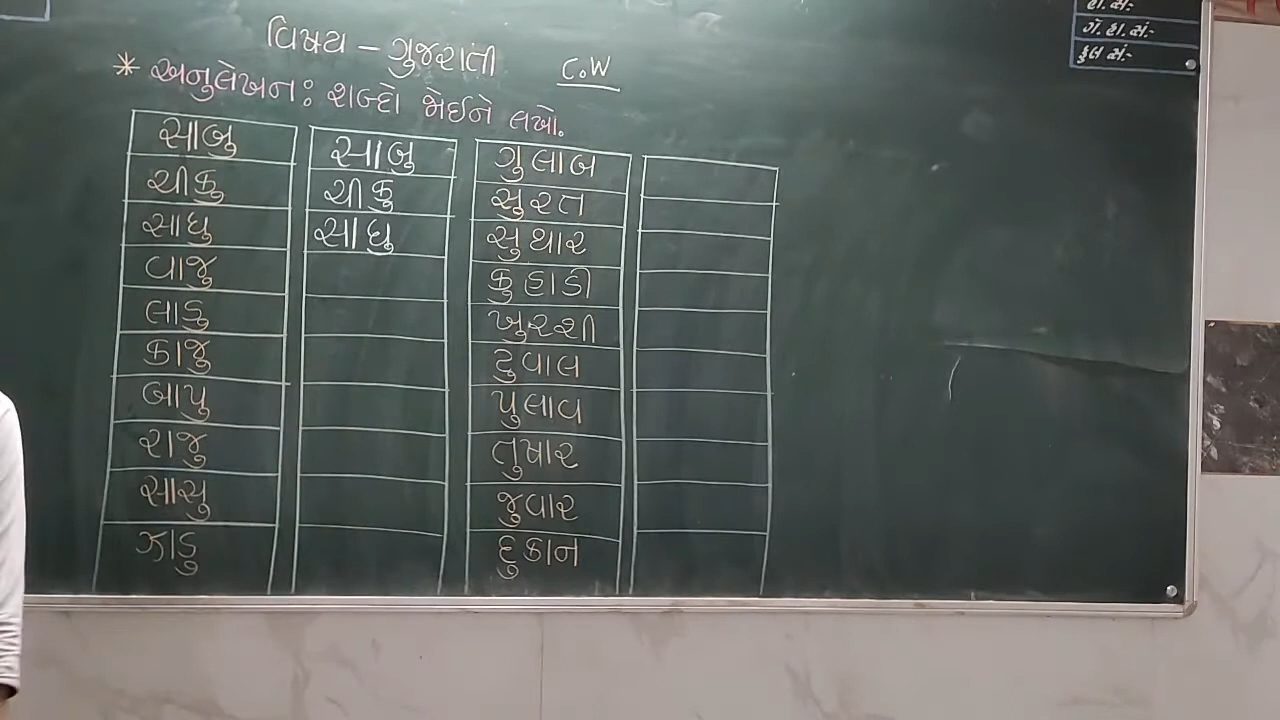 વિષય – ગુજરાતી C.W
* અનુલેખન : શબ્દો જોઈને લખો.
સાબુ સાબુ ગુલાબ
ચીકુ ચીકુ સુરત
સાધુ સાધુ સુથાર
વાજુ કુહાડી
લાડુ ખુરશી
કાજુ ટુવાલ
બાપુ પુલાવ
રાજુ તુષાર
સાસુ જુવાર
ઝાડુ દુકાન
હા. સં.-
ગે. હા. સં.-
કુલ સં.-